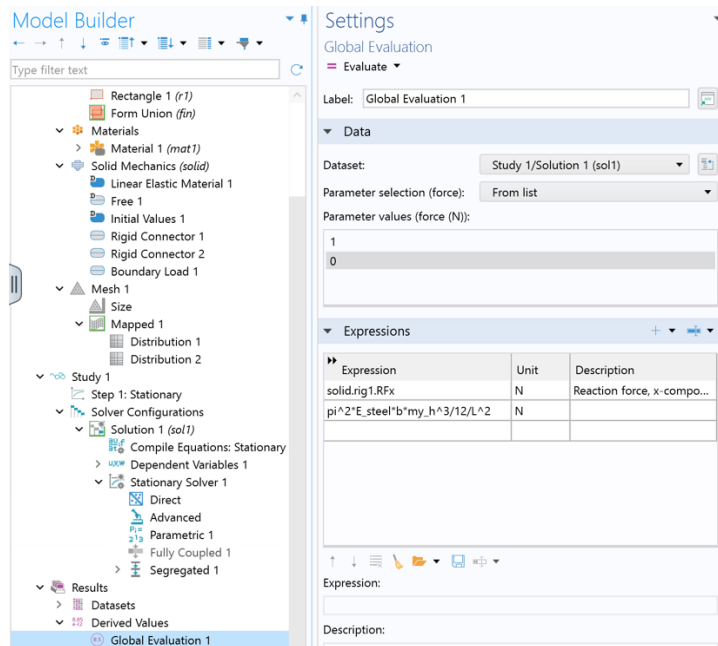 Model Builder
Type filter text
Rectangle 1 (r1)
Form Union (fin)
Materials
Material 1 (mat1)
Solid Mechanics (solid)
Linear Elastic Material 1
Free 1
Initial Values 1
Rigid Connector 1
Rigid Connector 2
Boundary Load 1
Mesh 1
Size
Mapped 1
Distribution 1
Distribution 2
Study 1
Step 1: Stationary
Solver Configurations
Solution 1 (sol1)
Compile Equations: Stationary
Dependent Variables 1
Stationary Solver 1
Direct
Advanced
Parametric 1
Fully Coupled 1
Segregated 1
Results
Datasets
Derived Values
Global Evaluation 1
Settings
Global Evaluation
= Evaluate
Label: Global Evaluation 1
Data
Dataset: Study 1/Solution 1 (sol1)
Parameter selection (force): From list
Parameter values (force (N)):
1
0
Expressions
Expression Unit Description
solid.rig1.RFx N Reaction force, x-compo...
pi^2*E_steel*b*my_h^3/12/L^2 N
Expression:
Description: